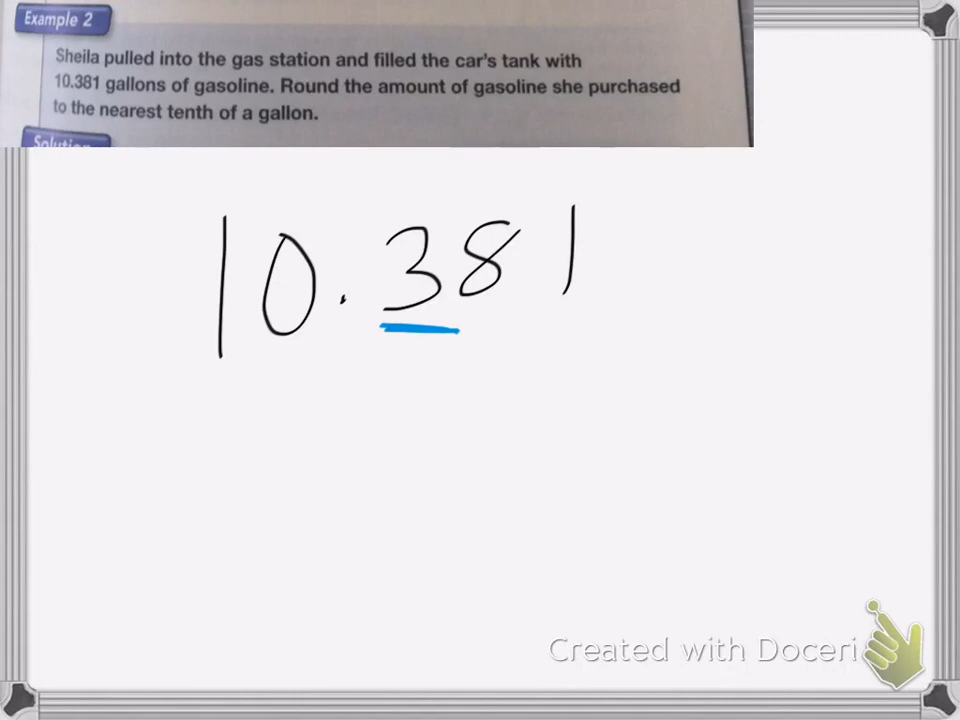 Example 2
Sheila pulled into the gas station and filled the car's tank with
10.381 gallons of gasoline. Round the amount of gasoline she purchased
to the nearest tenth of a gallon.
Solution
10.381
Created with Doceri